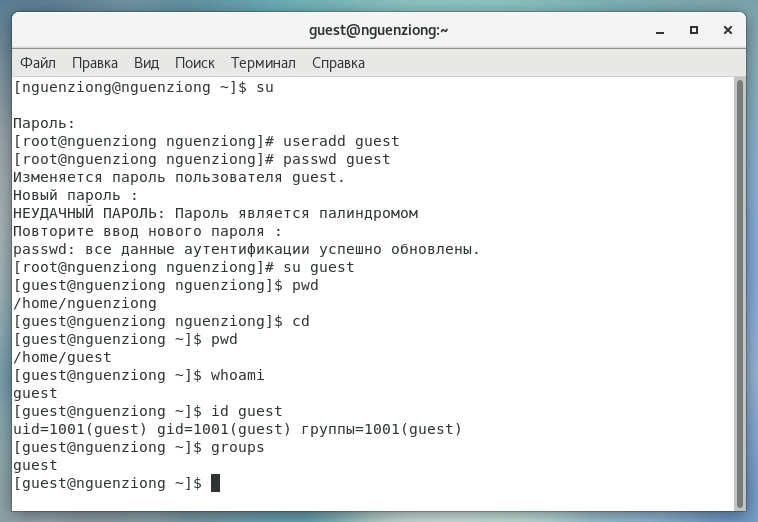 guest@nguenziong:~
Файл Правка Вид Поиск Терминал Справка
[nguenziong@nguenziong ~]$ su
Пароль:
[root@nguenziong nguenziong]# useradd guest
[root@nguenziong nguenziong]# passwd guest
Изменяется пароль пользователя guest.
Новый пароль :
НЕУДАЧНЫЙ ПАРОЛЬ: Пароль является палиндромом
Повторите ввод нового пароля :
passwd: все данные аутентификации успешно обновлены.
[root@nguenziong nguenziong]# su guest
[guest@nguenziong nguenziong]$ pwd
/home/nguenziong
[guest@nguenziong nguenziong]$ cd
[guest@nguenziong ~]$ pwd
/home/guest
[guest@nguenziong ~]$ whoami
guest
[guest@nguenziong ~]$ id guest
uid=1001(guest) gid=1001(guest) группы=1001(guest)
[guest@nguenziong ~]$ groups
guest
[guest@nguenziong ~]$